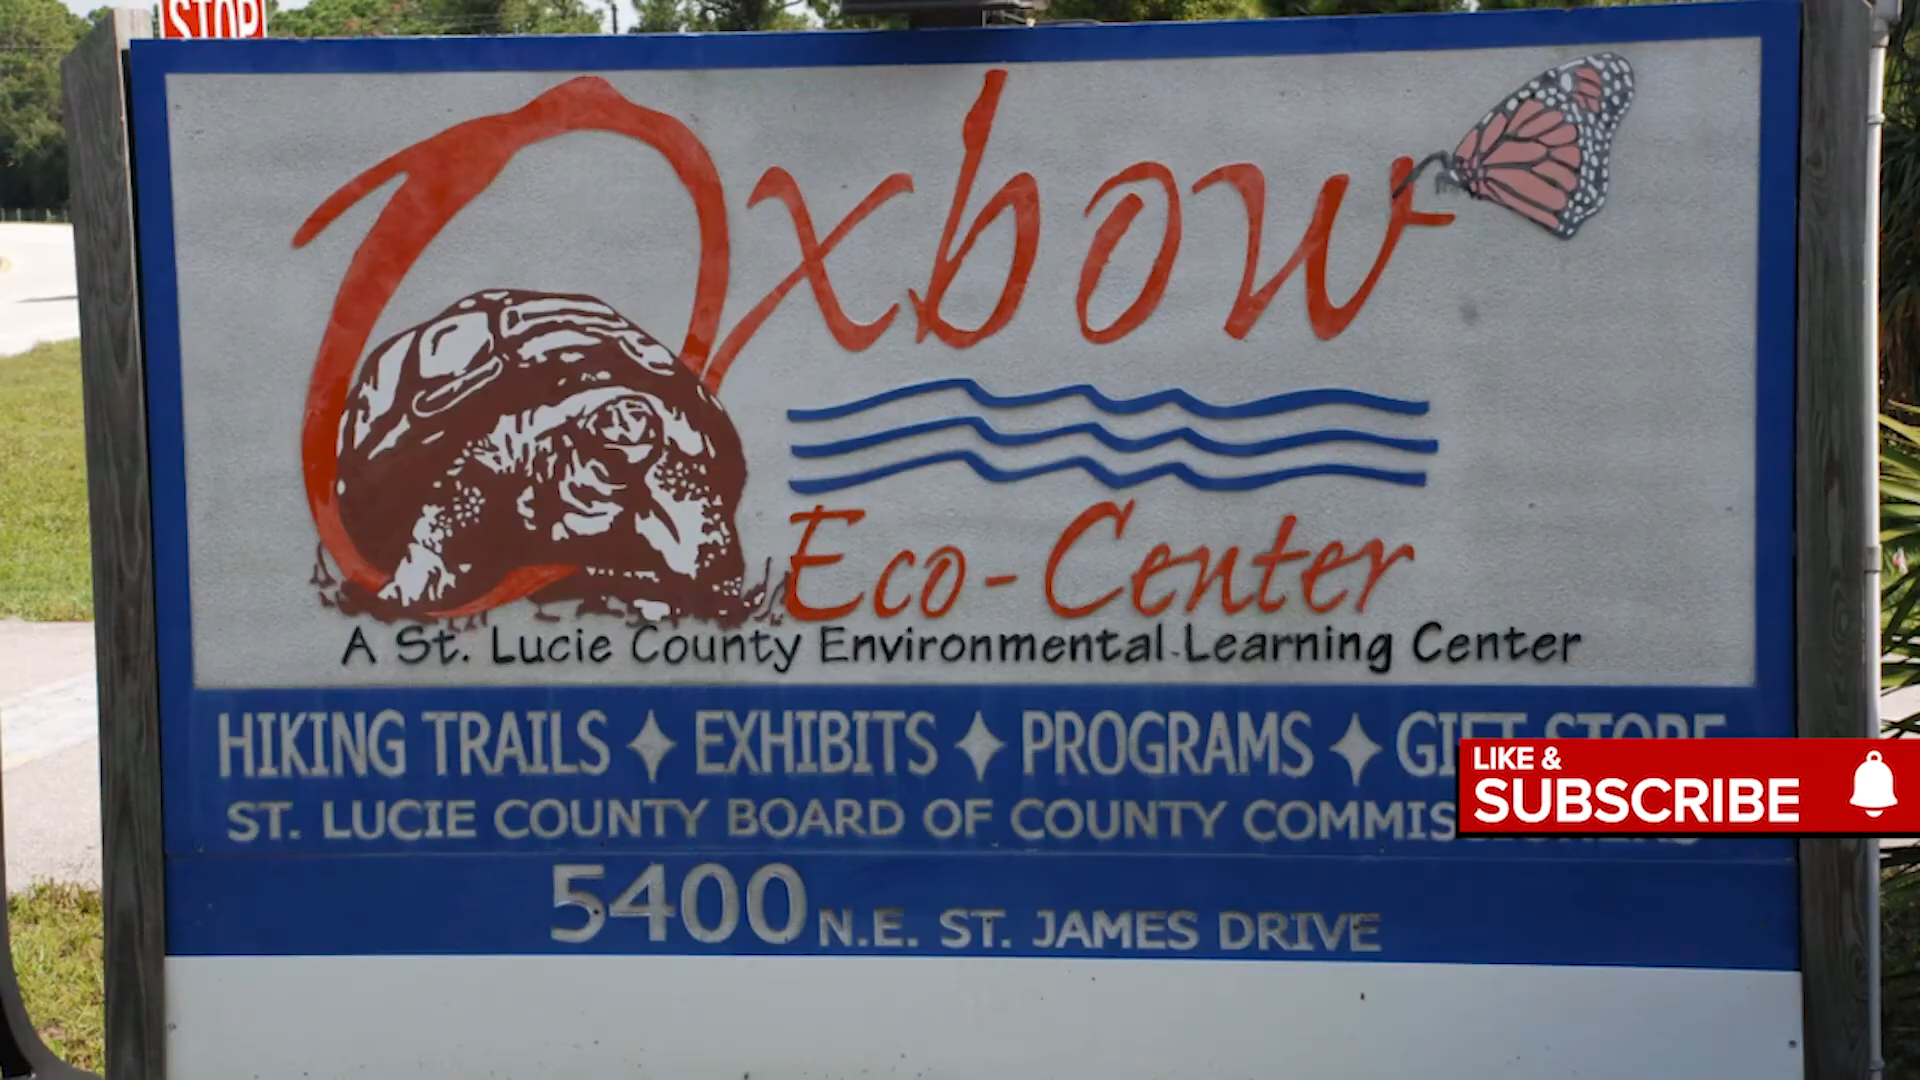 STOP
Oxbow
Eco-Center
A St. Lucie County Environmental Learning Center
HIKING TRAILS ✦ EXHIBITS ✦ PROGRAMS ✦ GIFT STORE
ST. LUCIE COUNTY BOARD OF COUNTY COMMISSIONERS
LIKE &
SUBSCRIBE
5400 N.E. ST. JAMES DRIVE